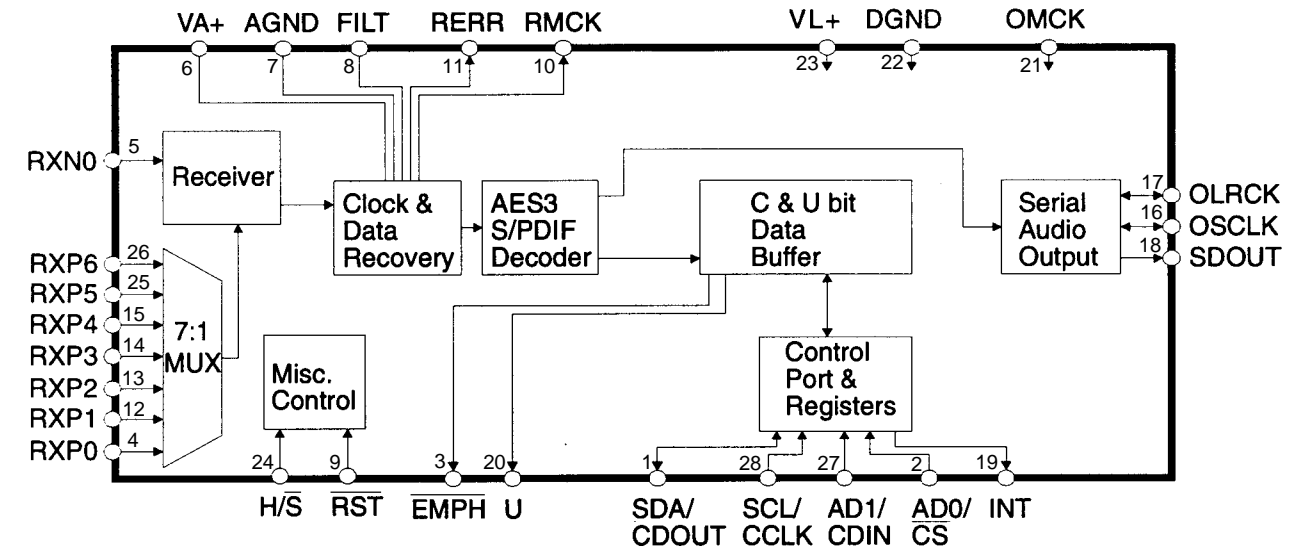 VA+ AGND FILT RERR RMCK VL+ DGND OMCK
6 7 8 11 10 23 22 21
RXN0 5
Receiver
Clock &
Data
Recovery
AES3
S/PDIF
Decoder
C & U bit
Data
Buffer
Serial
Audio
Output
17 OLRCK
16 OSCLK
18 SDOUT
RXP6 26
RXP5 25
RXP4 15
RXP3 14
RXP2 13
RXP1 12
RXP0 4
7:1
MUX
Misc.
Control
Control
Port &
Registers
24 9 3 20 1 28 27 2 19
H/S̅ R̅S̅T̅ E̅M̅P̅H̅ U SDA/ SCL/ AD1/ AD0/ INT
CDOUT CCLK CDIN C̅S̅